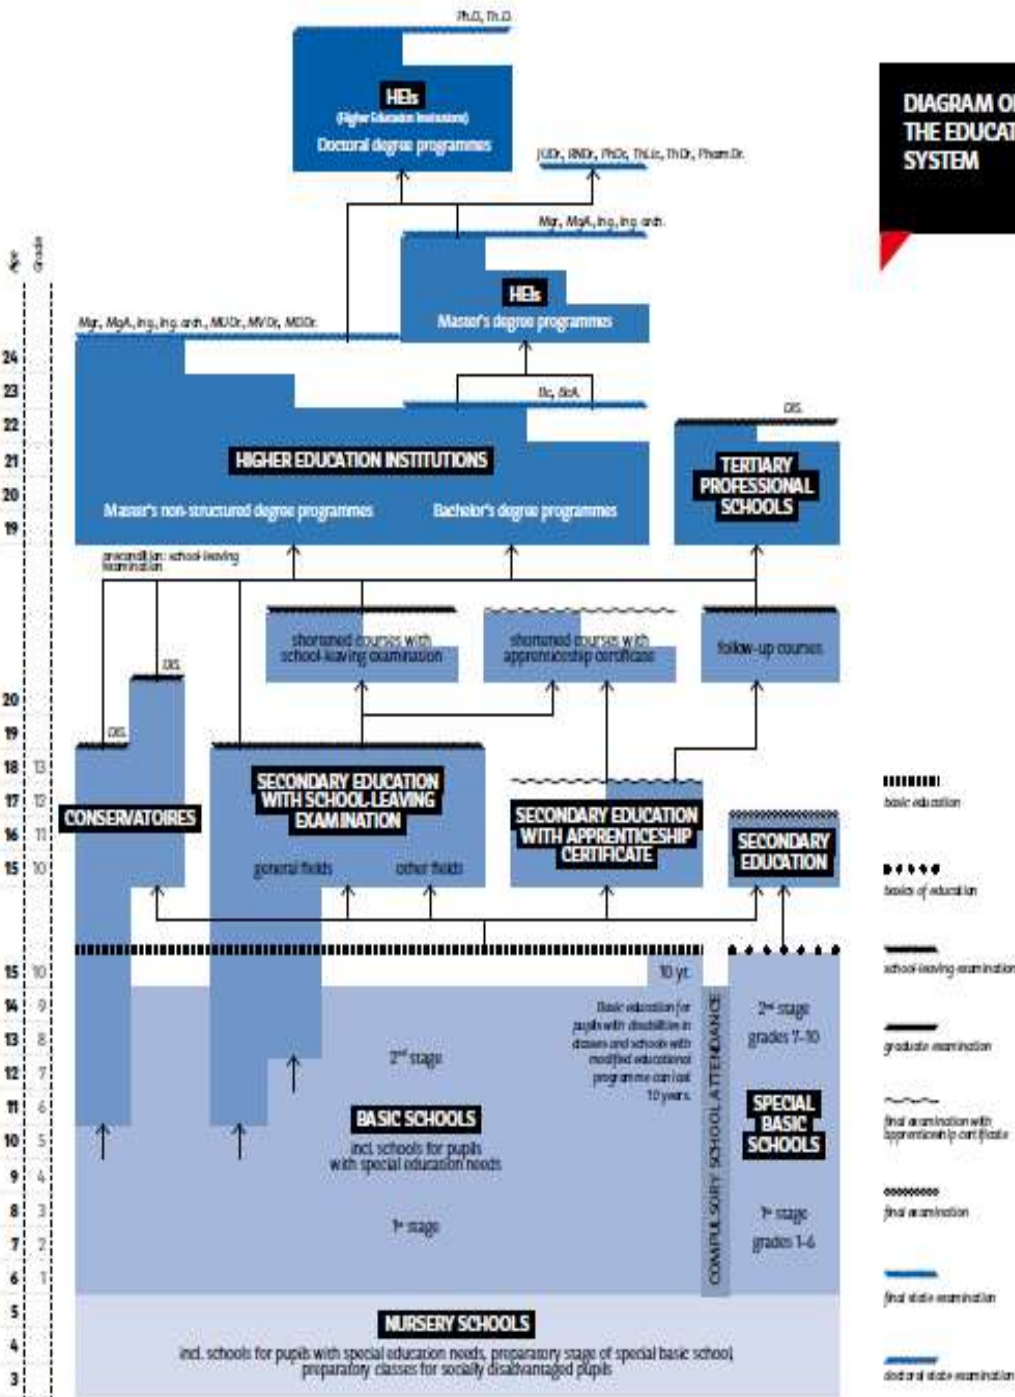 Ph.D., Th.D.
DIAGRAM O
THE EDUCAT
SYSTEM
HEIs
(Higher Education Institutions)
Doctoral degree programmes
JUDr., RNDr., PhDr., ThLic., ThDr., PharmDr.
Mgr., MgA., Ing., Ing. arch.
Age
Grade
HEIs
Master's degree programmes
Mgr., MgA., Ing., Ing. arch., MUDr., MVDr., MDDr.
24
23
Bc., BcA.
22
DiS.
21
HIGHER EDUCATION INSTITUTIONS
TERTIARY
PROFESSIONAL
SCHOOLS
20
Master's non-structured degree programmes
Bachelor's degree programmes
19
precondition: school-leaving
examination
shortened courses with
school-leaving examination
shortened courses with
apprenticeship certificate
follow-up courses
DiS.
20
19
DiS.
18 13
17 12
16 11
15 10
CONSERVATOIRES
SECONDARY EDUCATION
WITH SCHOOL-LEAVING
EXAMINATION
general fields
other fields
SECONDARY EDUCATION
WITH APPRENTICESHIP
CERTIFICATE
SECONDARY
EDUCATION
basic education
basics of education
school-leaving examination
graduate examination
final examination with
apprenticeship certificate
final examination
final state examination
doctoral state examination
15 10
14 9
13 8
12 7
11 6
10 5
9 4
8 3
7 2
6 1
10 yr.
Basic education for
pupils with disabilities in
classes and schools with
modified educational
programme can last
10 years.
2nd stage
BASIC SCHOOLS
incl. schools for pupils
with special education needs
1st stage
COMPULSORY SCHOOL ATTENDANCE
2nd stage
grades 7-10
SPECIAL
BASIC
SCHOOLS
1st stage
grades 1-6
5
4
3
NURSERY SCHOOLS
incl. schools for pupils with special education needs, preparatory stage of special basic school,
preparatory classes for socially disadvantaged pupils